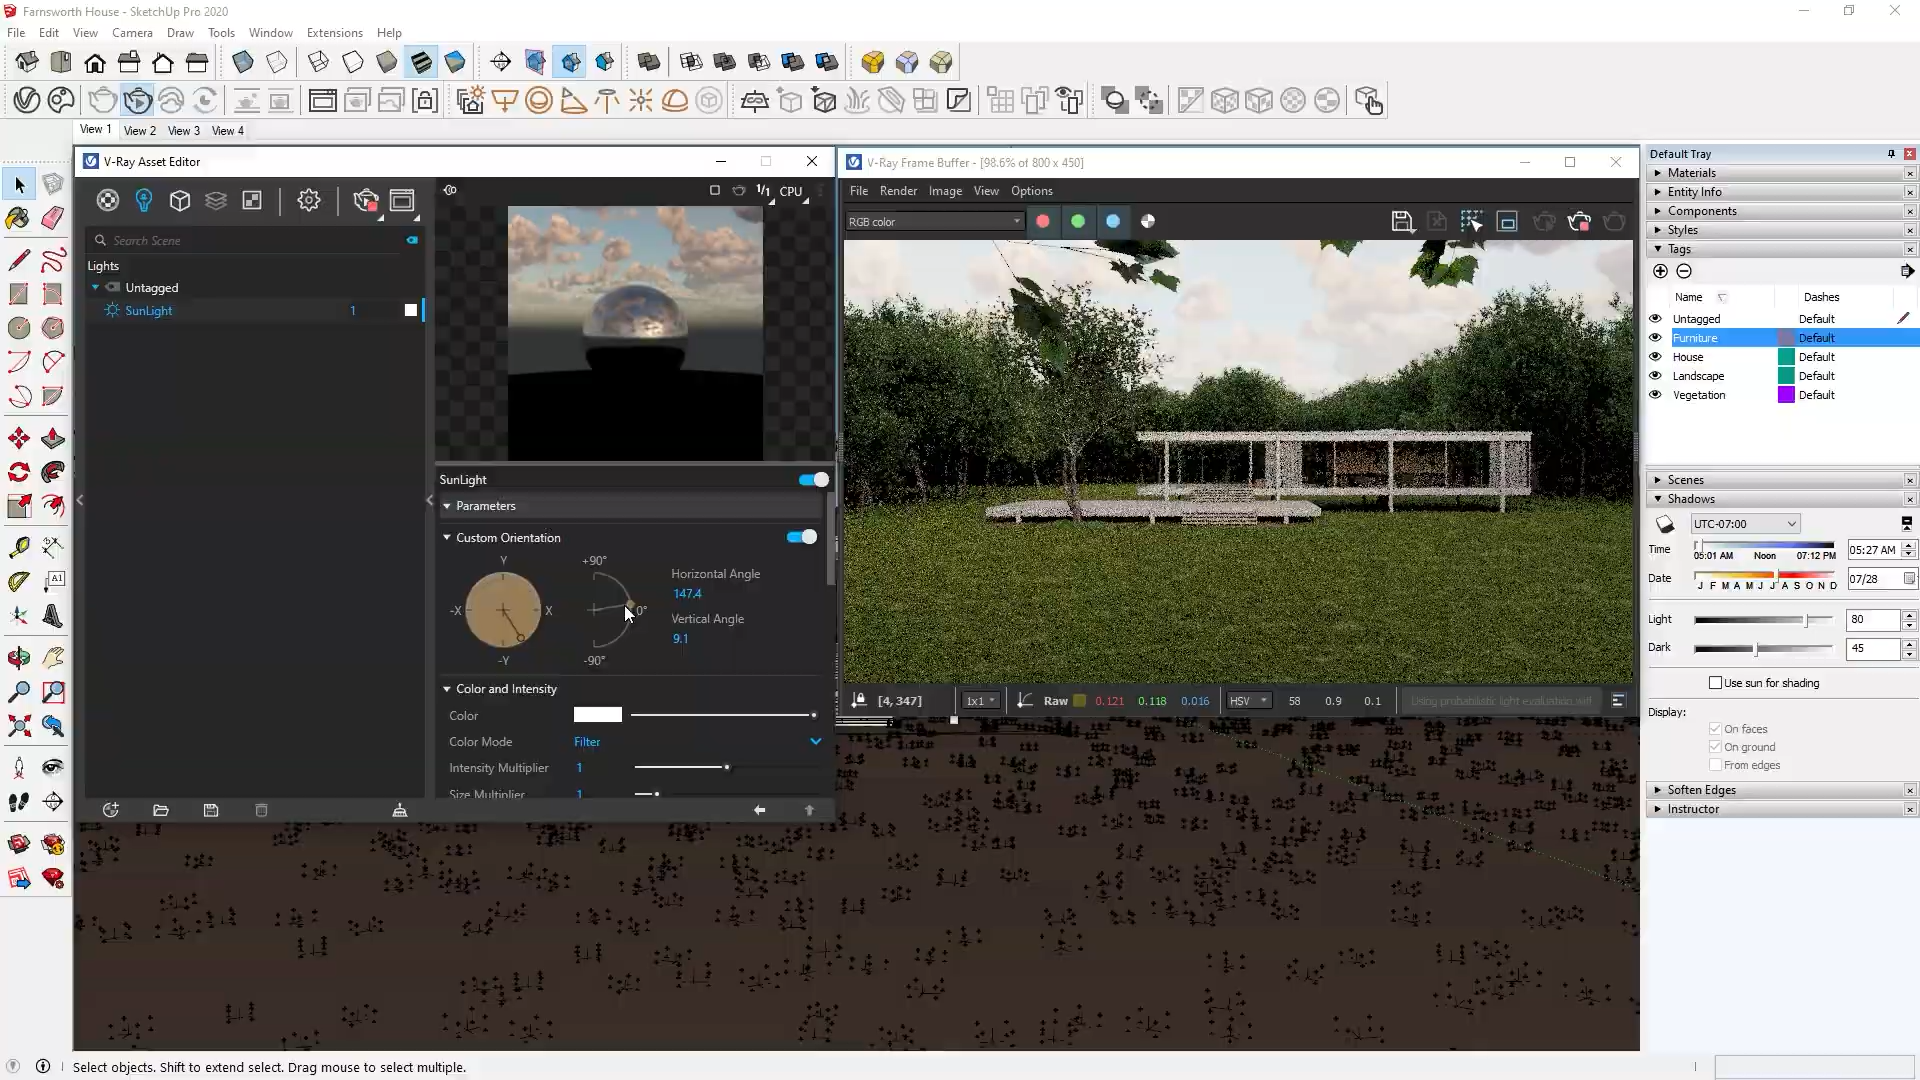 Farnsworth House - SketchUp Pro 2020
File Edit View Camera Draw Tools Window Extensions Help
View 1 View 2 View 3 View 4
V-Ray Asset Editor
1/1 CPU
Search Scene
Lights
Untagged
SunLight 1
SunLight
Parameters
Custom Orientation
Y
-X X
-Y
+90°
0°
-90°
Horizontal Angle
147.4
Vertical Angle
9.1
Color and Intensity
Color
Color Mode Filter
Intensity Multiplier 1
Size Multiplier 1
V-Ray Frame Buffer - [98.6% of 800 x 450]
File Render Image View Options
RGB color
[4, 347] 1x1 Raw 0.121 0.118 0.016 HSV 58 0.9 0.1
Using probabilistic light evaluation wit
Default Tray
Materials
Entity Info
Components
Styles
Tags
Name Dashes
Untagged Default
Furniture Default
House Default
Landscape Default
Vegetation Default
Scenes
Shadows
UTC-07:00
Time 05:01 AM Noon 07:12 PM 05:27 AM
Date J F M A M J J A S O N D 07/28
Light 80
Dark 45
Use sun for shading
Display:
On faces
On ground
From edges
Soften Edges
Instructor
A1
Select objects. Shift to extend select. Drag mouse to select multiple.